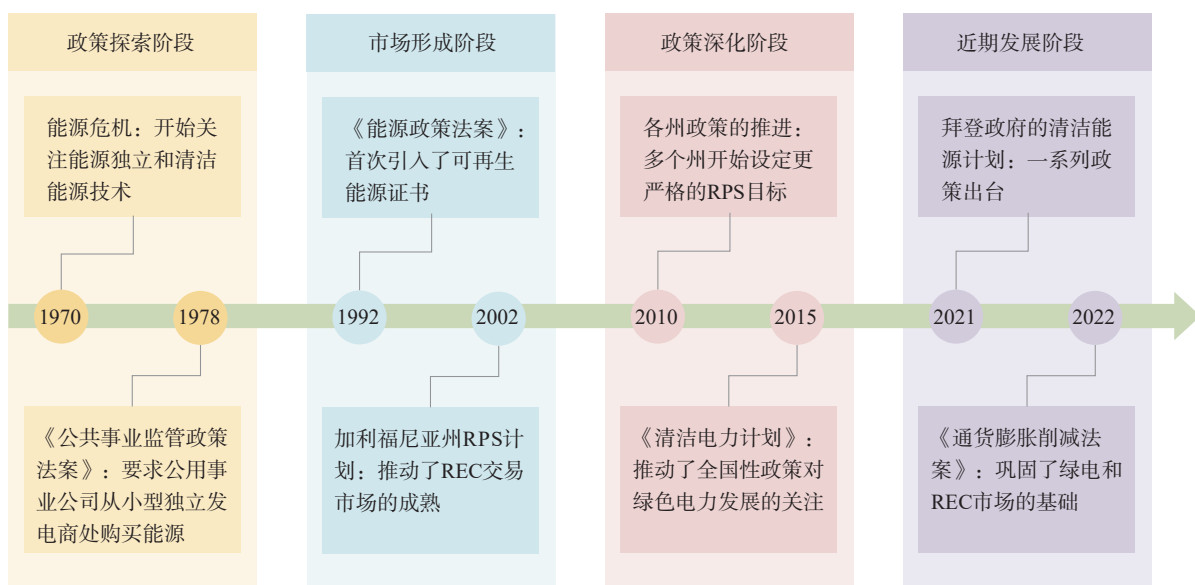 政策探索阶段
市场形成阶段
政策深化阶段
近期发展阶段
能源危机：开始关
注能源独立和清洁
能源技术
《能源政策法案》：
首次引入了可再生
能源证书
各州政策的推进：
多个州开始设定更
严格的RPS目标
拜登政府的清洁能
源计划：一系列政
策出台
1970
1978
1992
2002
2010
2015
2021
2022
《公共事业监管政策
法案》：要求公用事
业公司从小型独立发
电商处购买能源
加利福尼亚州RPS计
划：推动了REC交易
市场的成熟
《清洁电力计划》：
推动了全国性政策对
绿色电力发展的关注
《通货膨胀削减法
案》：巩固了绿电和
REC市场的基础